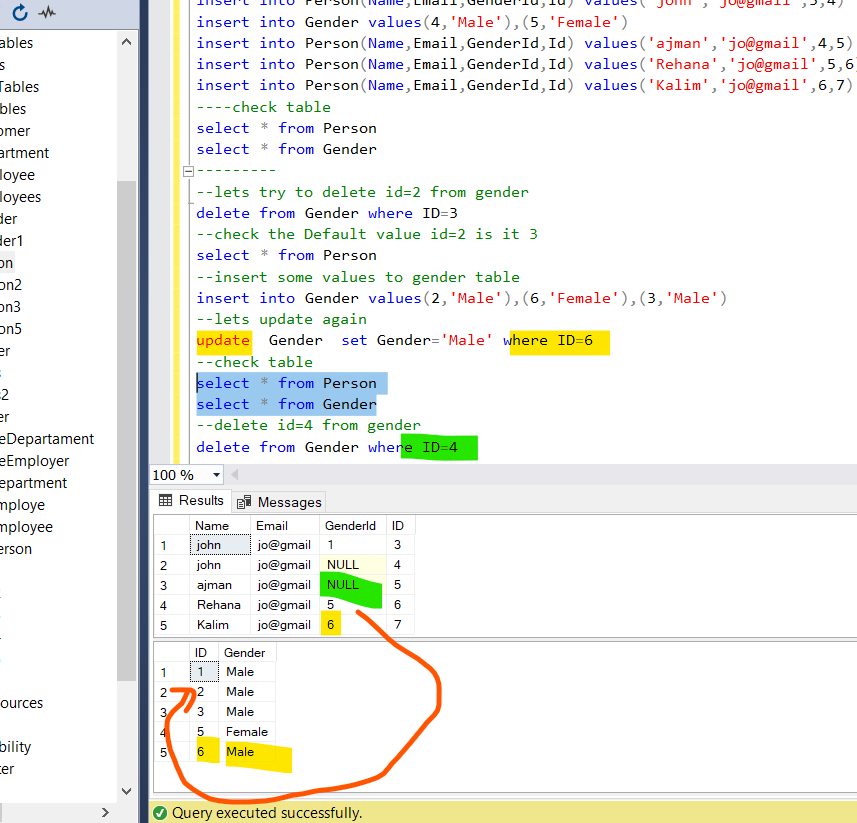 ables
s
Tables
bles
omer
artment
loyee
loyees
der
der1
on
on2
on3
on5
er
s2
er
eDepartament
eEmployer
epartment
mploye
mployee
erson
ources
bility
ter
insert into Person(Name,Email,GenderId,Id) values('john','jo@gmail',3,4)
insert into Gender values(4,'Male'),(5,'Female')
insert into Person(Name,Email,GenderId,Id) values('ajman','jo@gmail',4,5)
insert into Person(Name,Email,GenderId,Id) values('Rehana','jo@gmail',5,6
insert into Person(Name,Email,GenderId,Id) values('Kalim','jo@gmail',6,7)
----check table
select * from Person
select * from Gender
---------
--lets try to delete id=2 from gender
delete from Gender where ID=3
--check the Default value id=2 is it 3
select * from Person
--insert some values to gender table
insert into Gender values(2,'Male'),(6,'Female'),(3,'Male')
--lets update again
update Gender set Gender='Male' where ID=6
--check table
select * from Person
select * from Gender
--delete id=4 from gender
delete from Gender where ID=4
100 %
Results Messages
Name Email GenderId ID
1 john jo@gmail 1 3
2 john jo@gmail NULL 4
3 ajman jo@gmail NULL 5
4 Rehana jo@gmail 5 6
5 Kalim jo@gmail 6 7
ID Gender
1 1 Male
2 2 Male
3 3 Male
4 5 Female
5 6 Male
Query executed successfully.